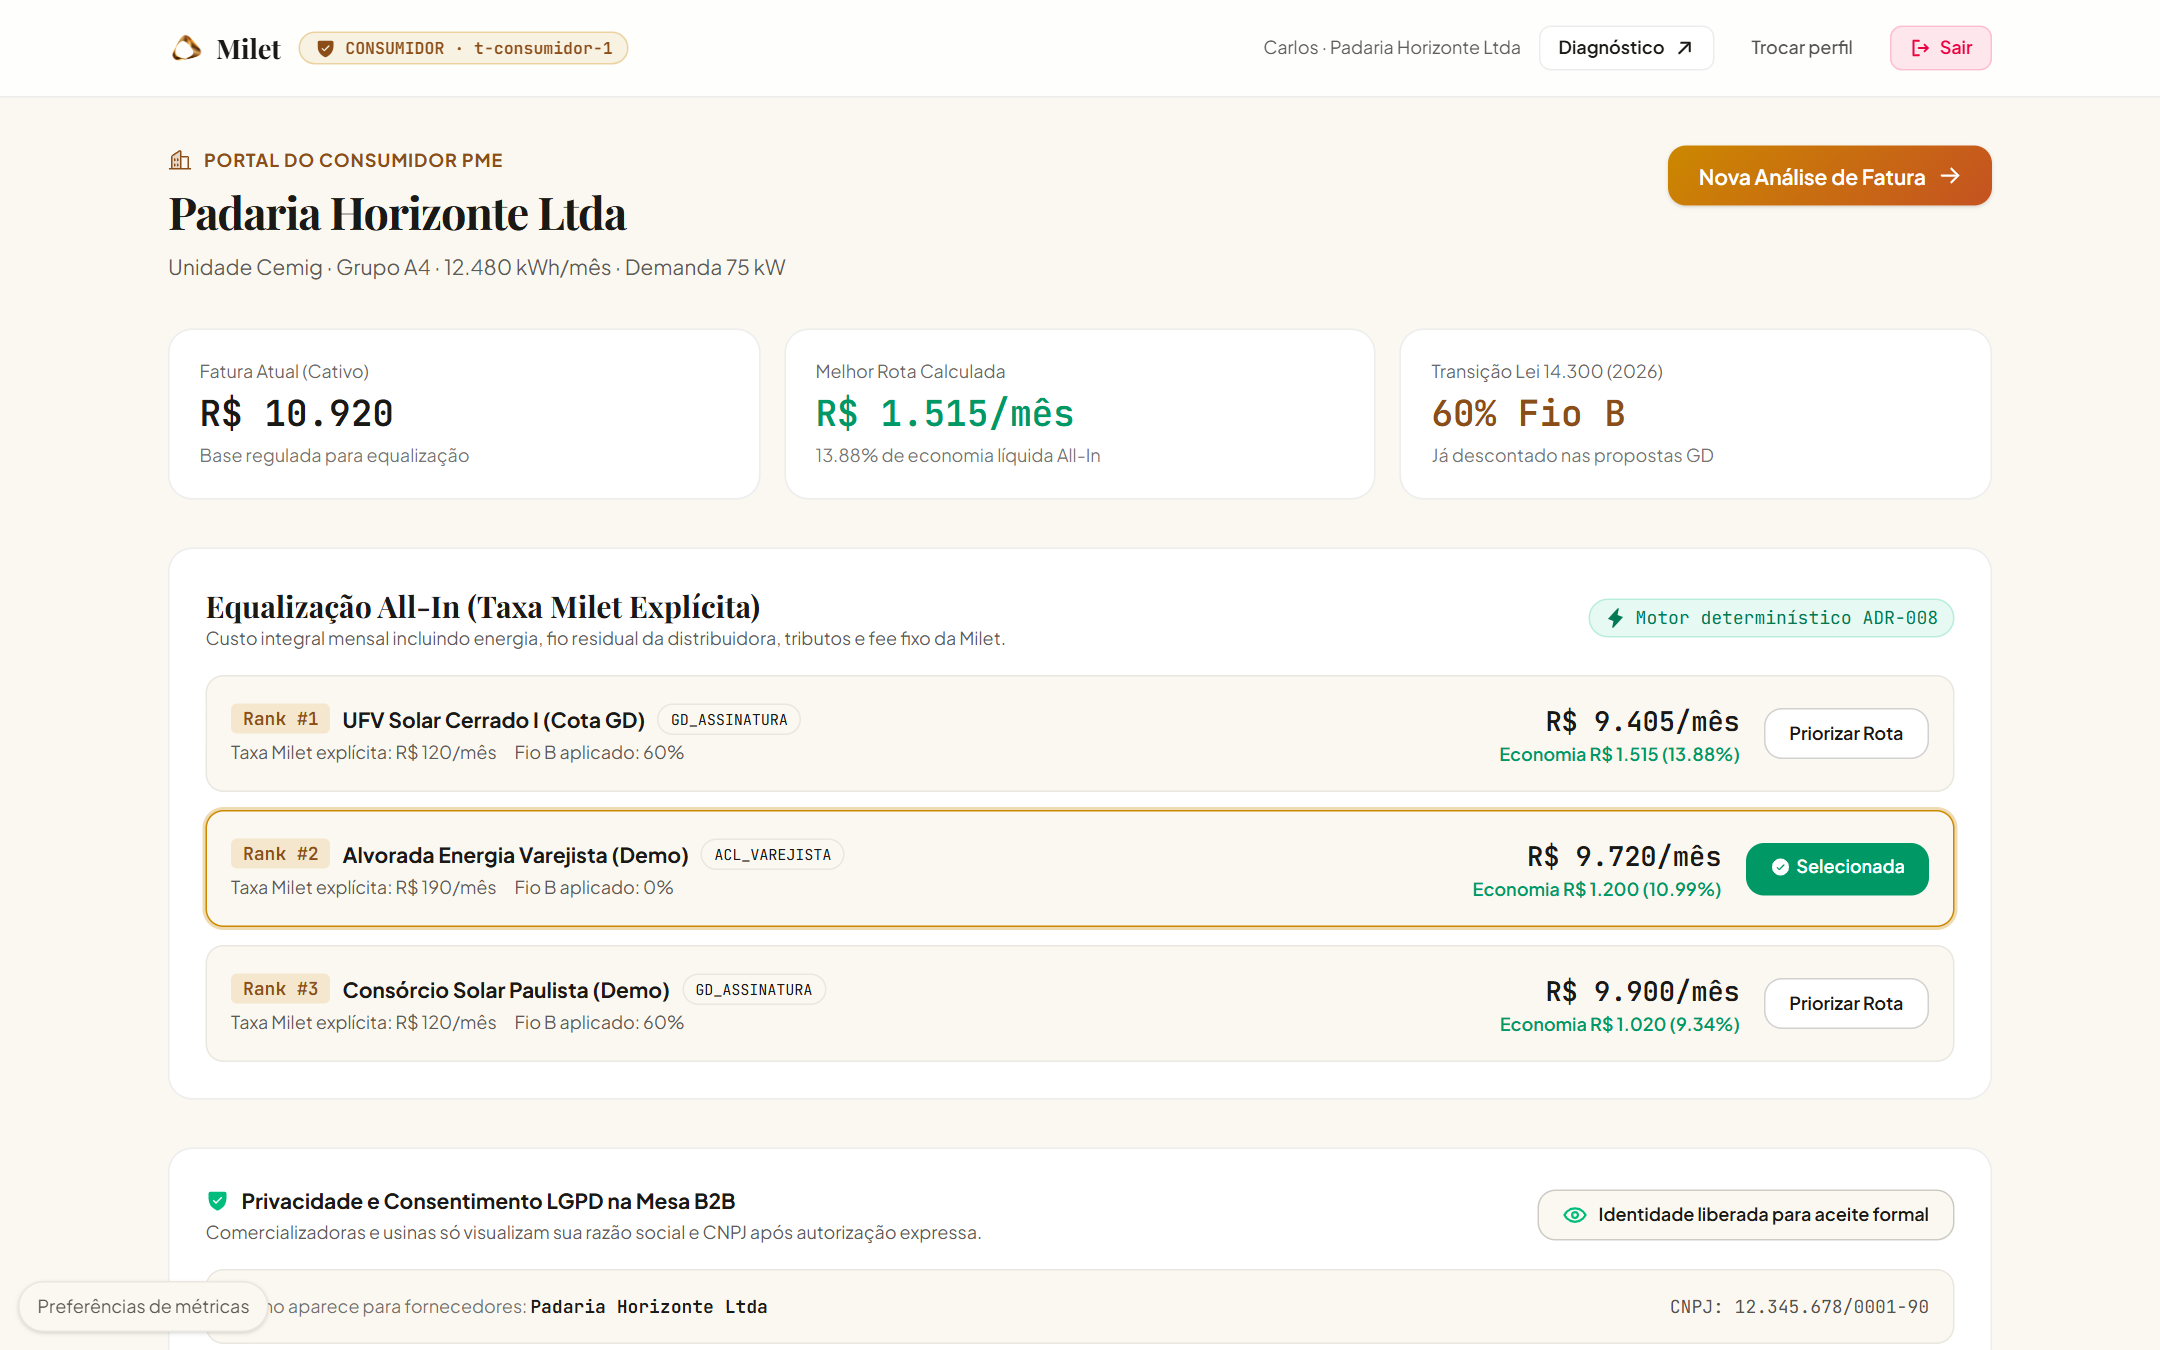 Milet
CONSUMIDOR · t-consumidor-1
Carlos · Padaria Horizonte Ltda
Diagnóstico
Trocar perfil
Sair
PORTAL DO CONSUMIDOR PME
Padaria Horizonte Ltda
Unidade Cemig · Grupo A4 · 12.480 kWh/mês · Demanda 75 kW
Nova Análise de Fatura
Fatura Atual (Cativo)
R$ 10.920
Base regulada para equalização
Melhor Rota Calculada
R$ 1.515/mês
13.88% de economia líquida All-In
Transição Lei 14.300 (2026)
60% Fio B
Já descontado nas propostas GD
Equalização All-In (Taxa Milet Explícita)
Custo integral mensal incluindo energia, fio residual da distribuidora, tributos e fee fixo da Milet.
Motor determinístico ADR-008
Rank #1 UFV Solar Cerrado I (Cota GD) GD_ASSINATURA
Taxa Milet explícita: R$ 120/mês Fio B aplicado: 60%
R$ 9.405/mês
Economia R$ 1.515 (13.88%)
Priorizar Rota
Rank #2 Alvorada Energia Varejista (Demo) ACL_VAREJISTA
Taxa Milet explícita: R$ 190/mês Fio B aplicado: 0%
R$ 9.720/mês
Economia R$ 1.200 (10.99%)
Selecionada
Rank #3 Consórcio Solar Paulista (Demo) GD_ASSINATURA
Taxa Milet explícita: R$ 120/mês Fio B aplicado: 60%
R$ 9.900/mês
Economia R$ 1.020 (9.34%)
Priorizar Rota
Privacidade e Consentimento LGPD na Mesa B2B
Comercializadoras e usinas só visualizam sua razão social e CNPJ após autorização expressa.
Identidade liberada para aceite formal
Preferências de métricas
aparece para fornecedores: Padaria Horizonte Ltda
CNPJ: 12.345.678/0001-90